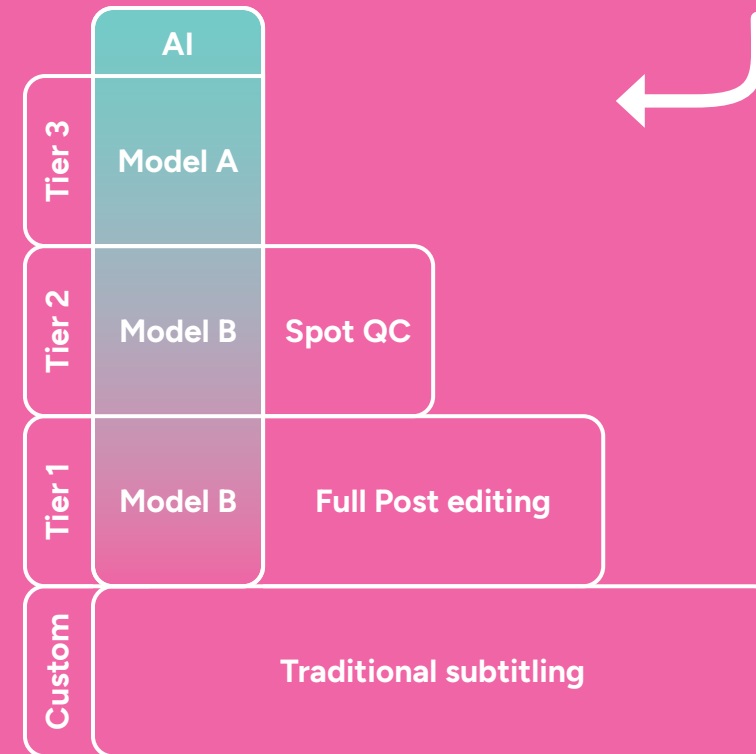 AI
Tier 3
Model A
Tier 2
Model B
Spot QC
Tier 1
Model B
Full Post editing
Custom
Traditional subtitling